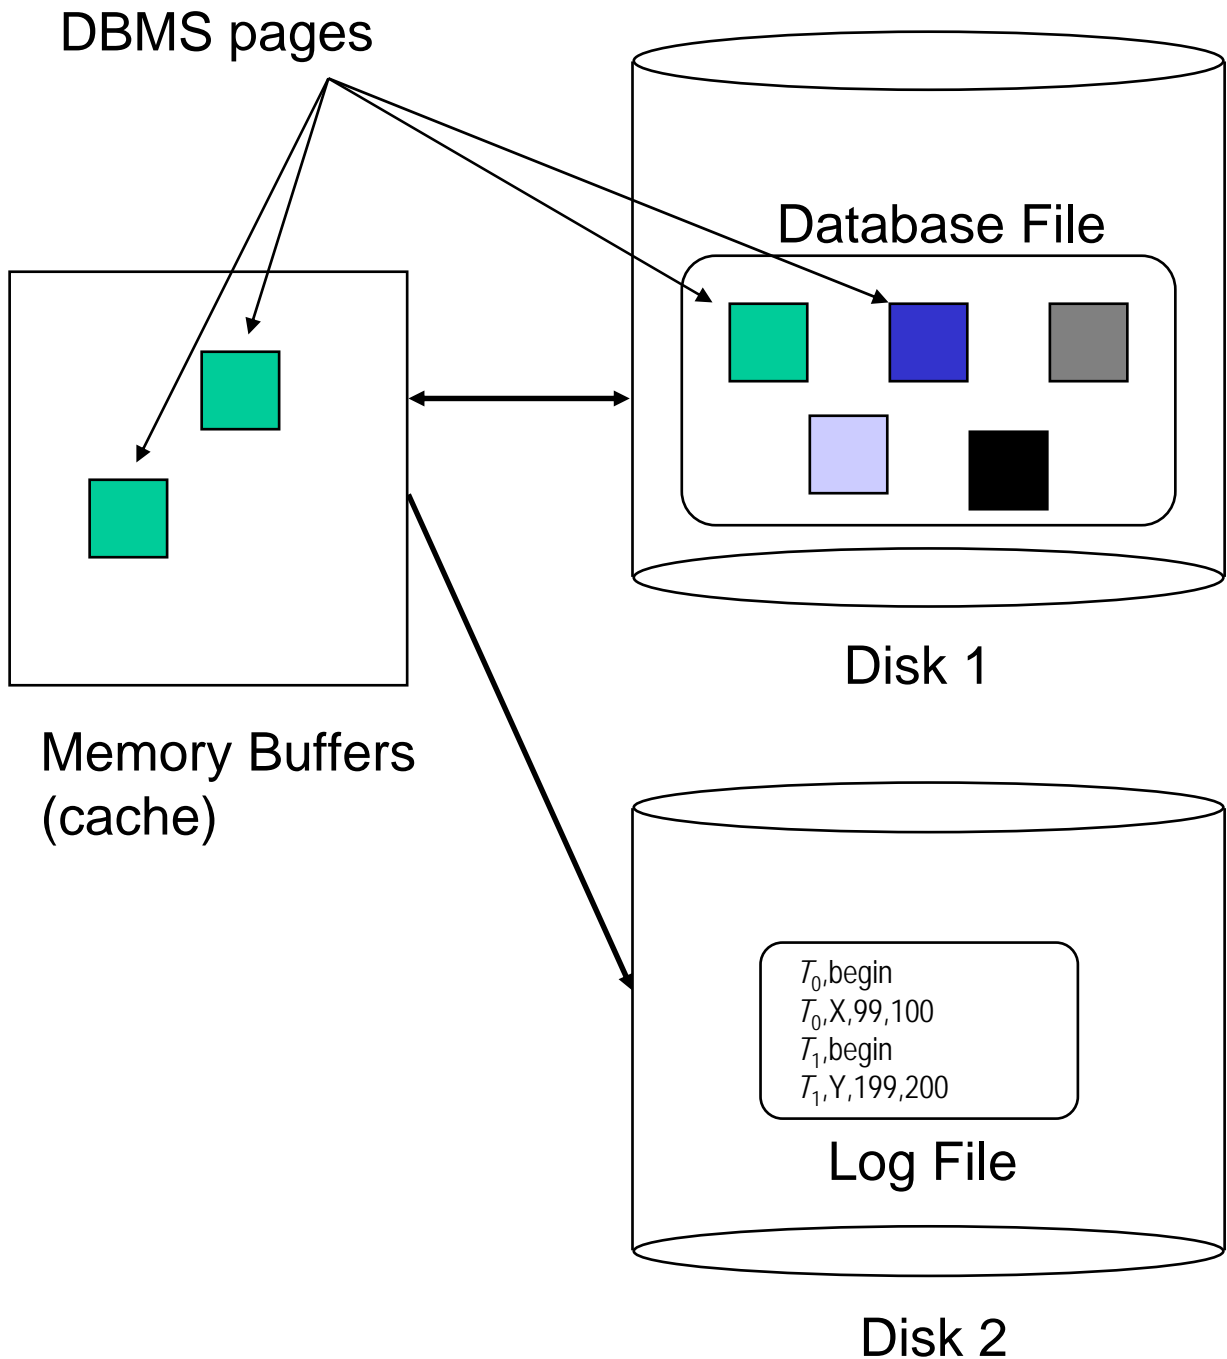 DBMS pages
Database File
Disk 1
Memory Buffers
(cache)
T₀,begin
T₀,X,99,100
T₁,begin
T₁,Y,199,200
Log File
Disk 2